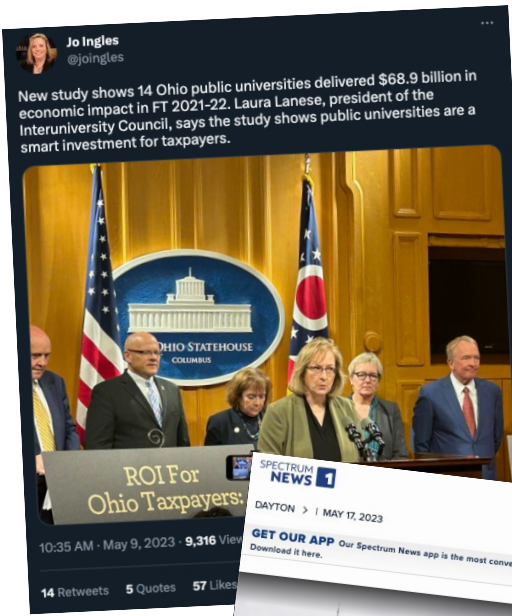 Jo Ingles
@joingles
New study shows 14 Ohio public universities delivered $68.9 billion in
economic impact in FT 2021-22. Laura Lanese, president of the
Interuniversity Council, says the study shows public universities are a
smart investment for taxpayers.
OHIO STATEHOUSE
COLUMBUS
ROI For
Ohio Taxpayers:
10:35 AM · May 9, 2023 · 9,316 View
14 Retweets 5 Quotes 57 Likes
SPECTRUM
NEWS 1
DAYTON > | MAY 17, 2023
GET OUR APP Our Spectrum News app is the most conve
Download it here.